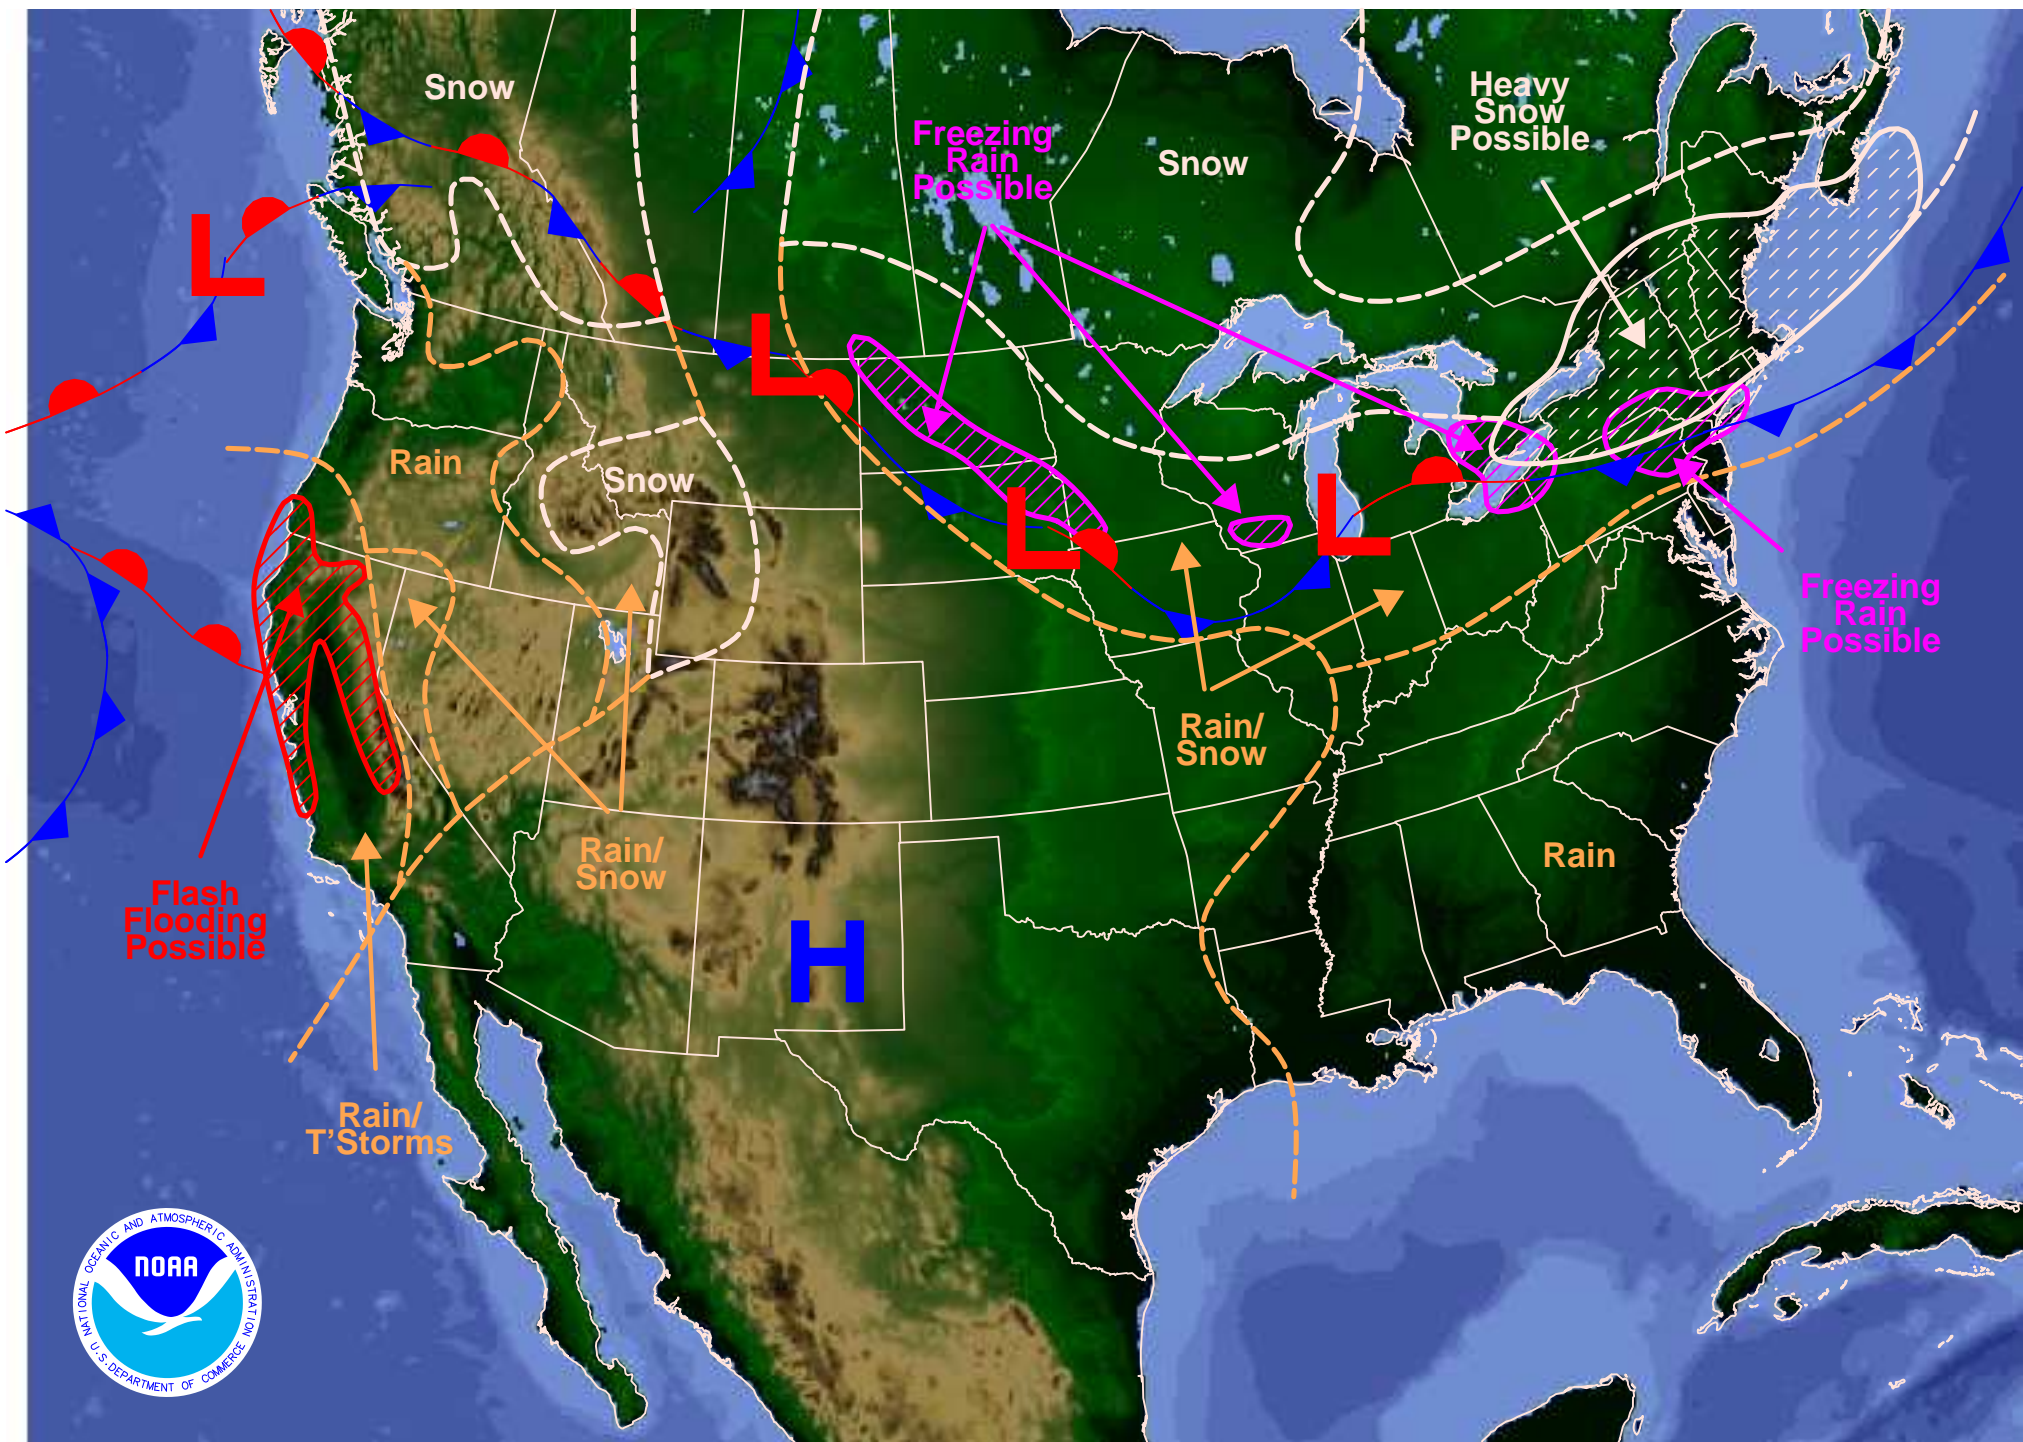 Snow
Heavy
Snow
Possible
Freezing
Rain
Possible
Snow
L
L
Rain
Snow
L
L
Freezing
Rain
Possible
Rain/
Snow
Rain/
Snow
Rain
Flash
Flooding
Possible
H
Rain/
T'Storms
NATIONAL OCEANIC AND ATMOSPHERIC ADMINISTRATION
NOAA
U.S. DEPARTMENT OF COMMERCE